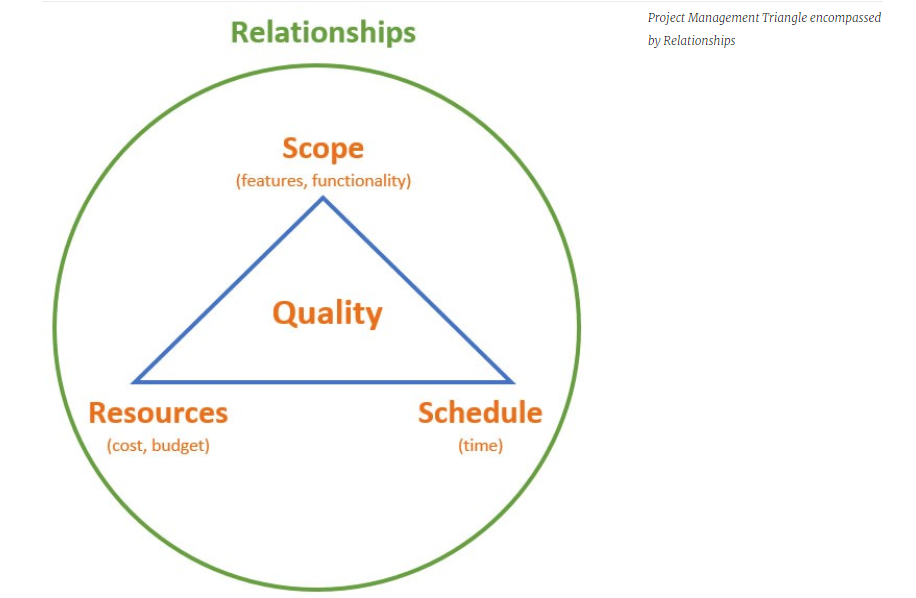 Relationships
Project Management Triangle encompassed
by Relationships
Scope
(features, functionality)
Quality
Resources
(cost, budget)
Schedule
(time)